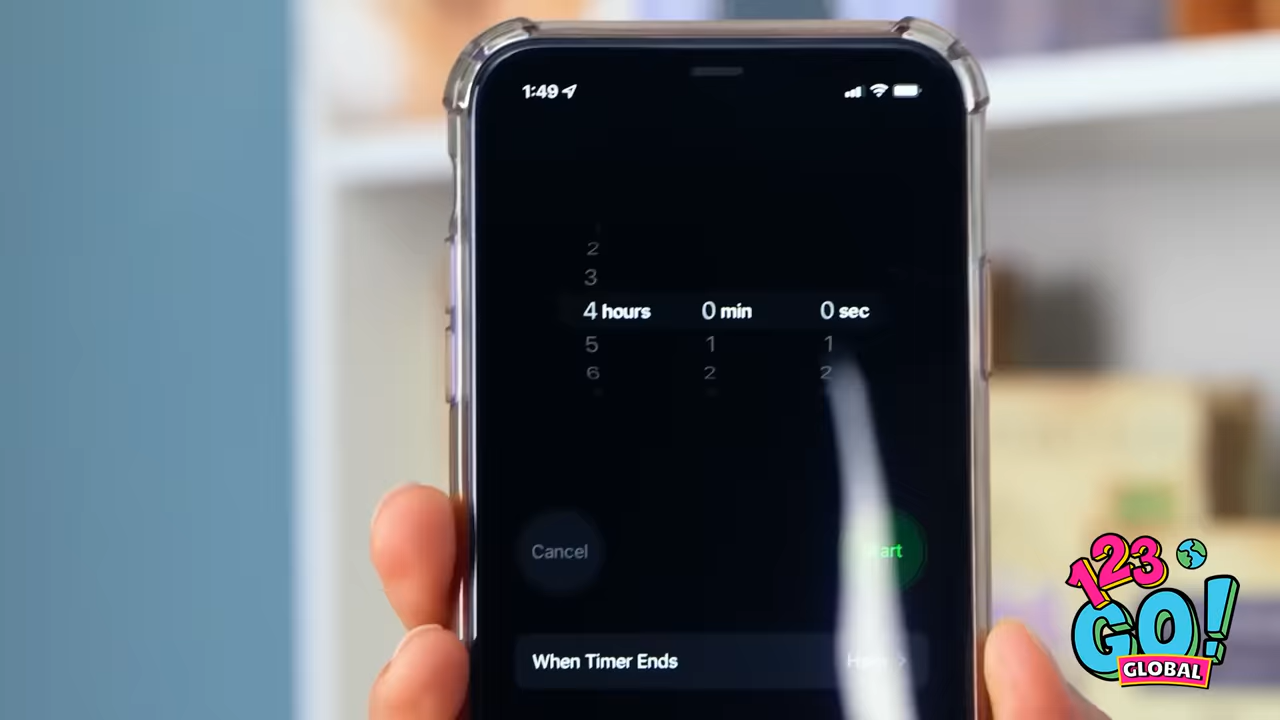 1:49
2
3
4 hours 0 min 0 sec
5 1 1
6 2 2
Cancel
When Timer Ends
123
GO!
GLOBAL